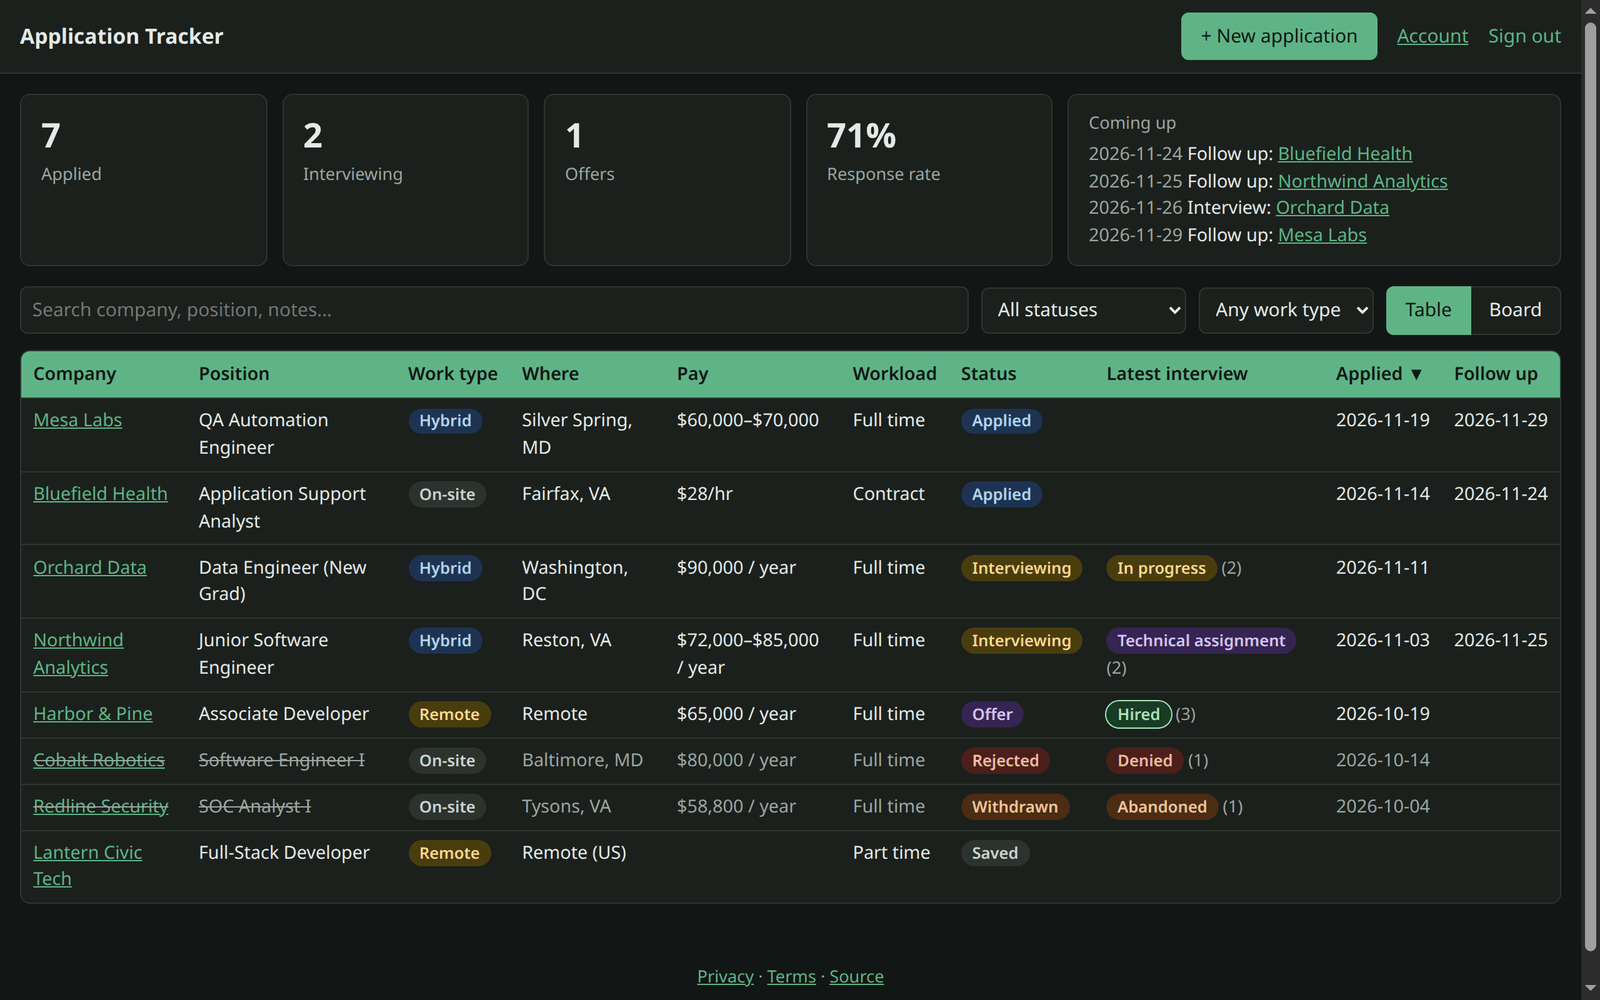 Application Tracker
+ New application
Account
Sign out
7
Applied
2
Interviewing
1
Offers
71%
Response rate
Coming up
2026-11-24 Follow up: Bluefield Health
2026-11-25 Follow up: Northwind Analytics
2026-11-26 Interview: Orchard Data
2026-11-29 Follow up: Mesa Labs
Search company, position, notes...
All statuses
Any work type
Table
Board
Company Position Work type Where Pay Workload Status Latest interview Applied ▼ Follow up
Mesa Labs QA Automation Hybrid Silver Spring, $60,000–$70,000 Full time Applied 2026-11-19 2026-11-29
Engineer MD
Bluefield Health Application Support On-site Fairfax, VA $28/hr Contract Applied 2026-11-14 2026-11-24
Analyst
Orchard Data Data Engineer (New Hybrid Washington, $90,000 / year Full time Interviewing In progress (2) 2026-11-11
Grad) DC
Northwind Junior Software Hybrid Reston, VA $72,000–$85,000 Full time Interviewing Technical assignment 2026-11-03 2026-11-25
Analytics Engineer / year (2)
Harbor & Pine Associate Developer Remote Remote $65,000 / year Full time Offer Hired (3) 2026-10-19
Cobalt Robotics Software Engineer I On-site Baltimore, MD $80,000 / year Full time Rejected Denied (1) 2026-10-14
Redline Security SOC Analyst I On-site Tysons, VA $58,800 / year Full time Withdrawn Abandoned (1) 2026-10-04
Lantern Civic Full-Stack Developer Remote Remote (US) Part time Saved
Tech
Privacy · Terms · Source